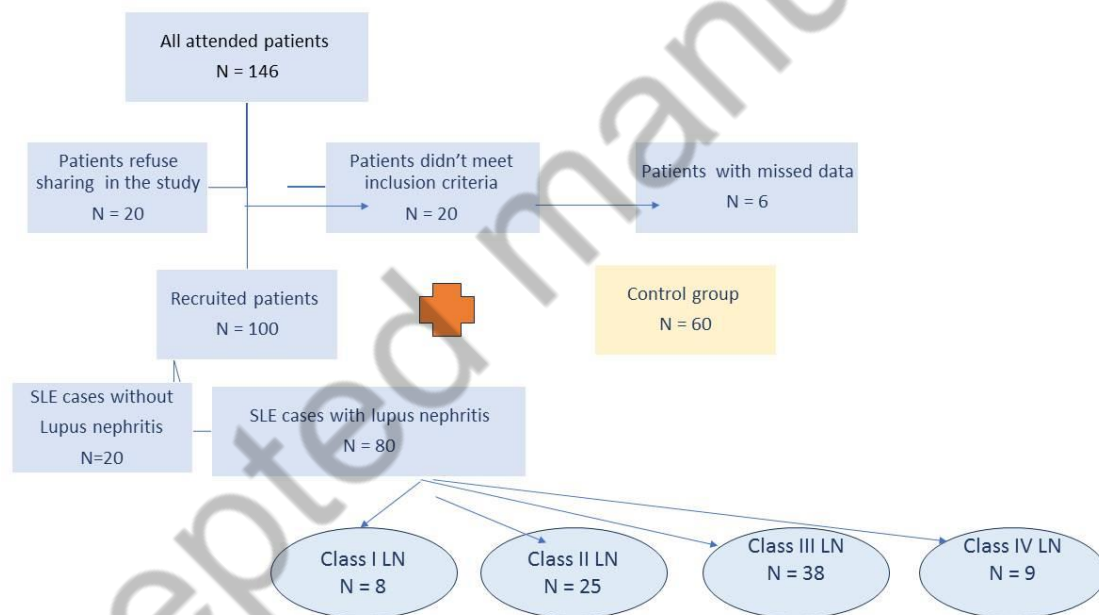 All attended patients
N = 146
Patients refuse
sharing in the study
N = 20
Patients didn’t meet
inclusion criteria
N = 20
Patients with missed data
N = 6
Recruited patients
N = 100
Control group
N = 60
SLE cases without
Lupus nephritis
N=20
SLE cases with lupus nephritis
N = 80
Class I LN
N = 8
Class II LN
N = 25
Class III LN
N = 38
Class IV LN
N = 9
epted manu